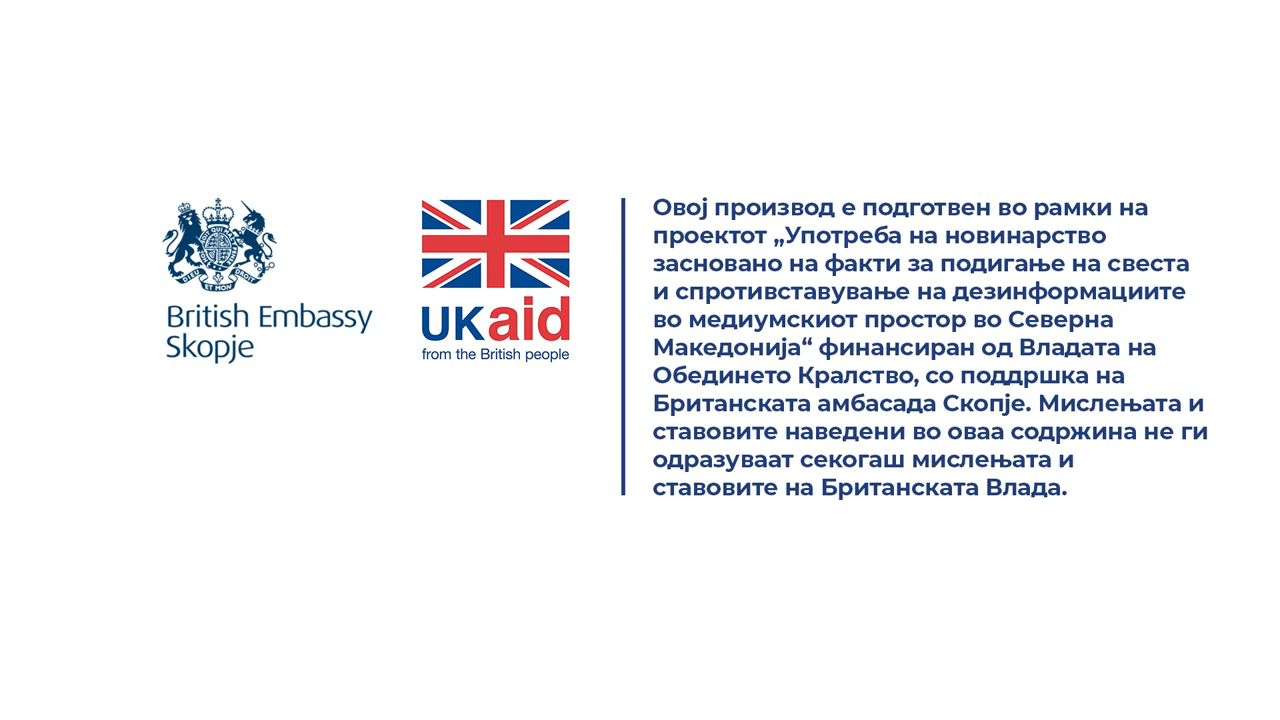 British Embassy
Skopje
UKaid
from the British people
Овој производ е подготвен во рамки на
проектот „Употреба на новинарство
засновано на факти за подигање на свеста
и спротивставување на дезинформациите
во медиумскиот простор во Северна
Македонија“ финансиран од Владата на
Обединето Кралство, со поддршка на
Британската амбасада Скопје. Мислењата и
ставовите наведени во оваа содржина не ги
одразуваат секогаш мислењата и
ставовите на Британската Влада.